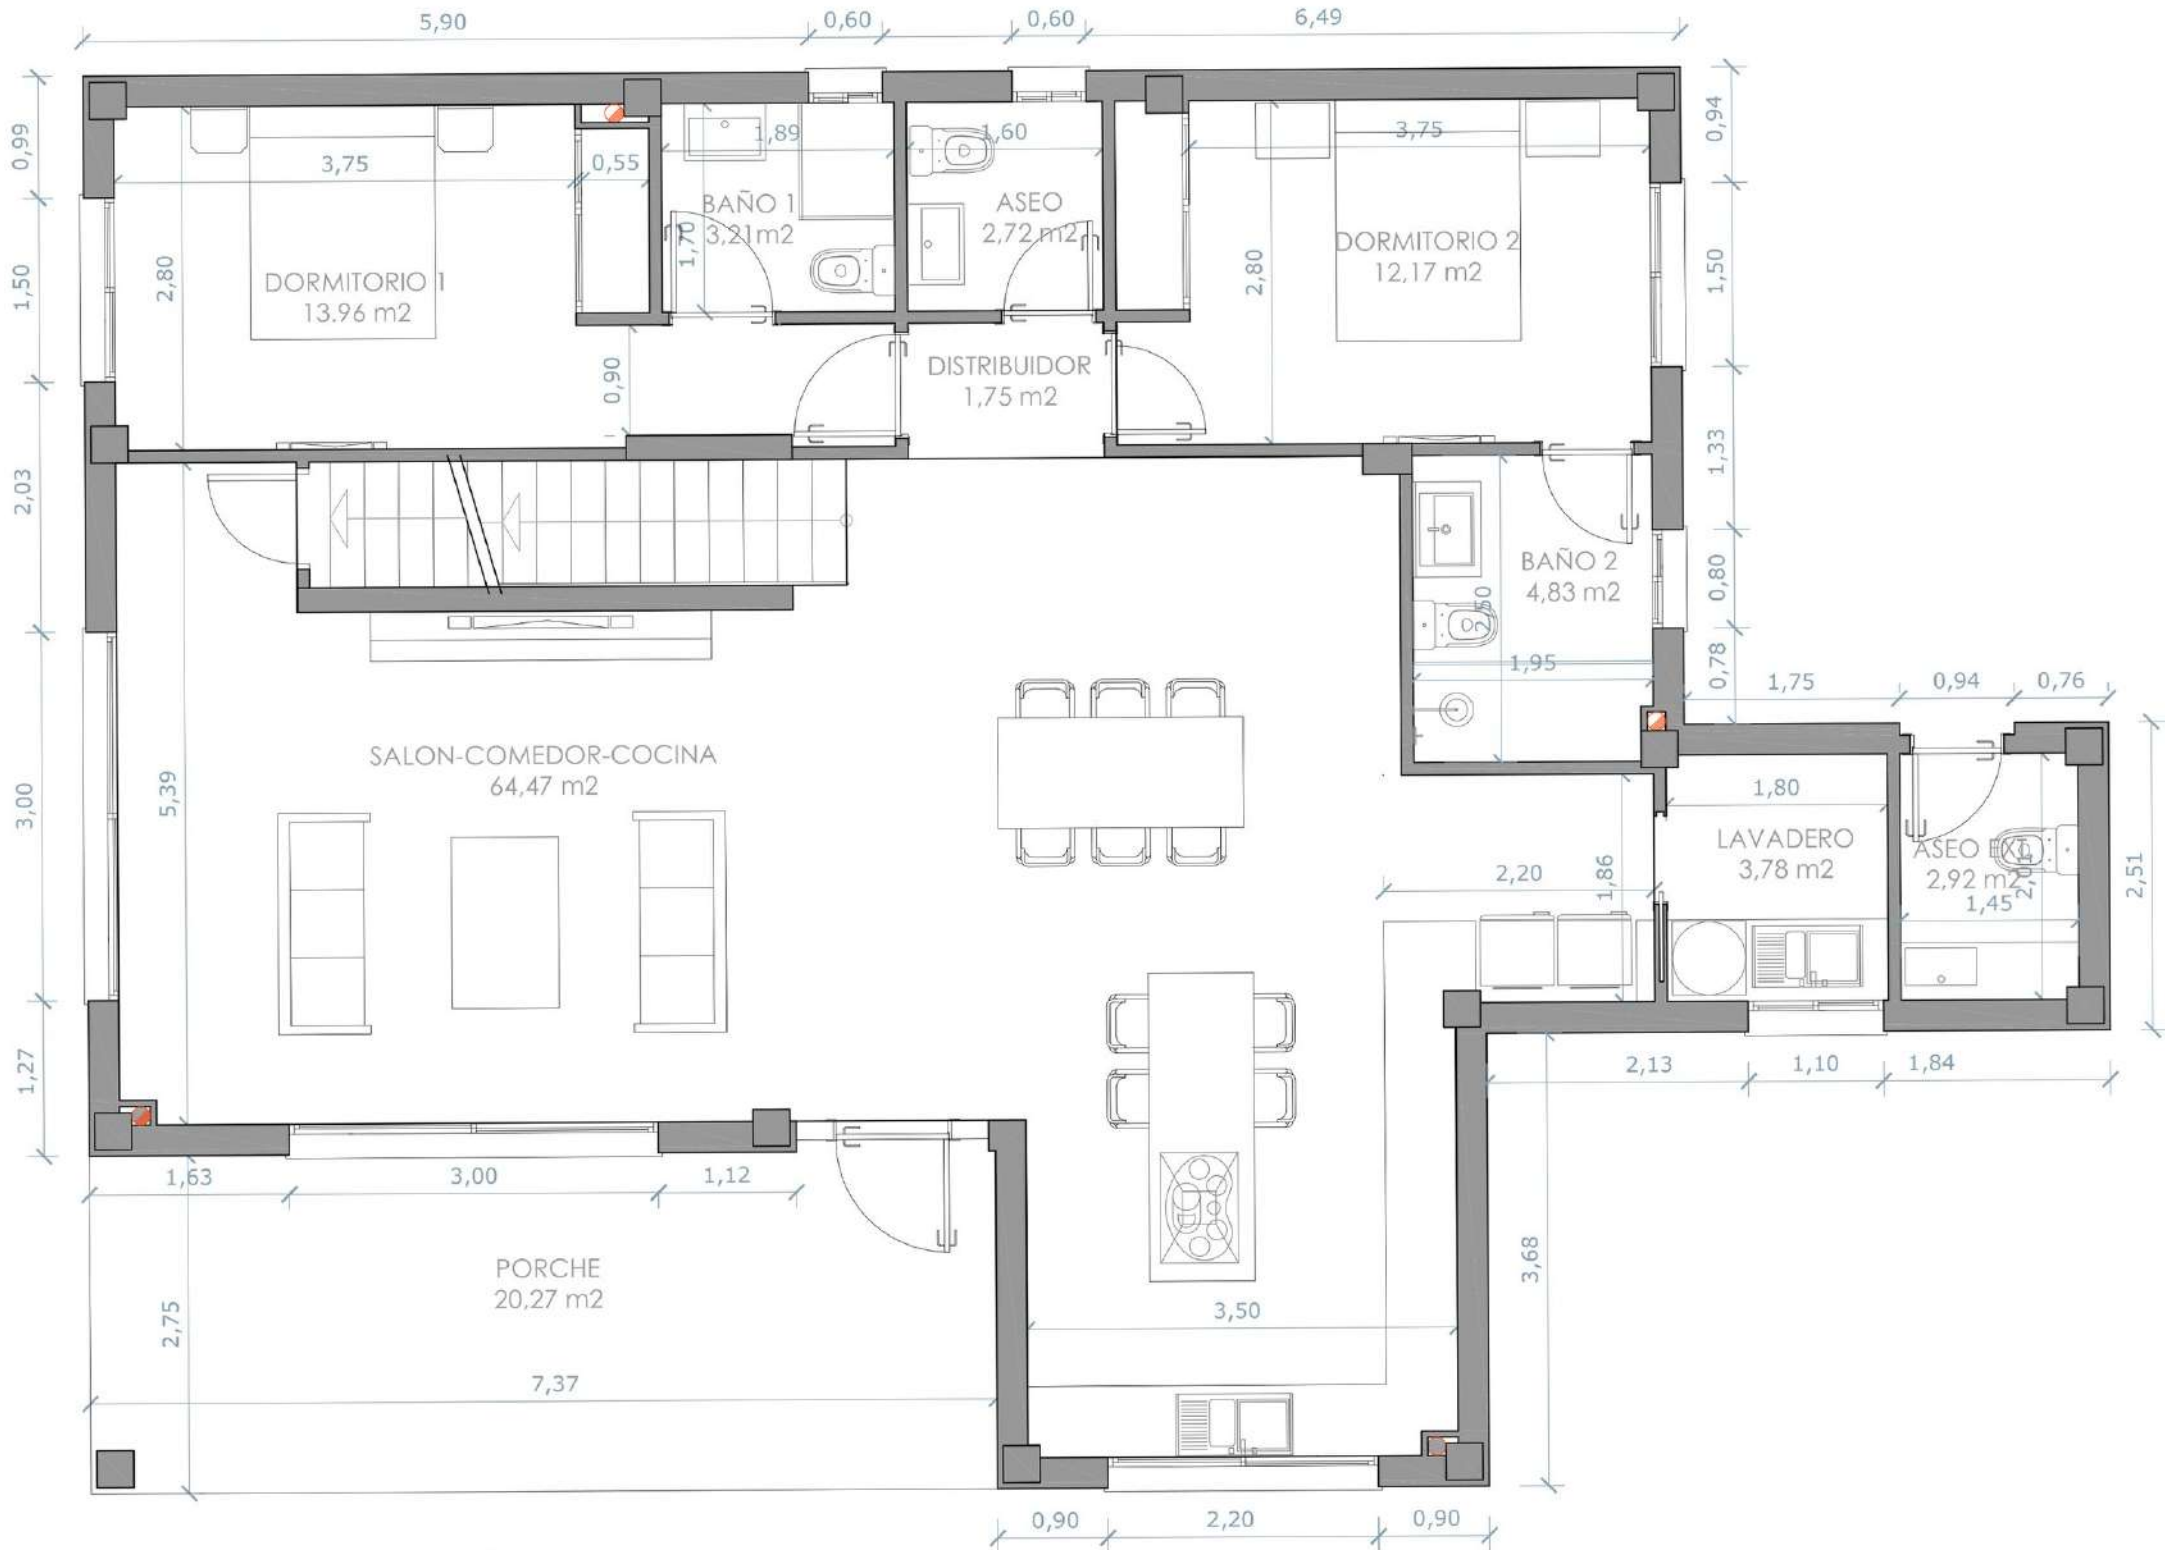 5,90
0,60
0,60
6,49
0,99
0,94
1,89
1,60
3,75
3,75
0,55
BAÑO 1
3,21m2
1,70
ASEO
2,72 m2
DORMITORIO 2
12,17 m2
1,50
2,80
DORMITORIO 1
13.96 m2
2,80
1,50
DISTRIBUIDOR
1,75 m2
0,90
2,03
1,33
BAÑO 2
4,83 m2
0,80
2,50
1,95
0,78
1,75
0,94
0,76
SALON-COMEDOR-COCINA
64,47 m2
3,00
5,39
1,80
LAVADERO
3,78 m2
2,20
1,86
ASEO EXT
2,92 m2
2,01
1,45
2,51
1,27
2,13
1,10
1,84
1,63
3,00
1,12
PORCHE
20,27 m2
2,75
3,68
3,50
7,37
0,90
2,20
0,90